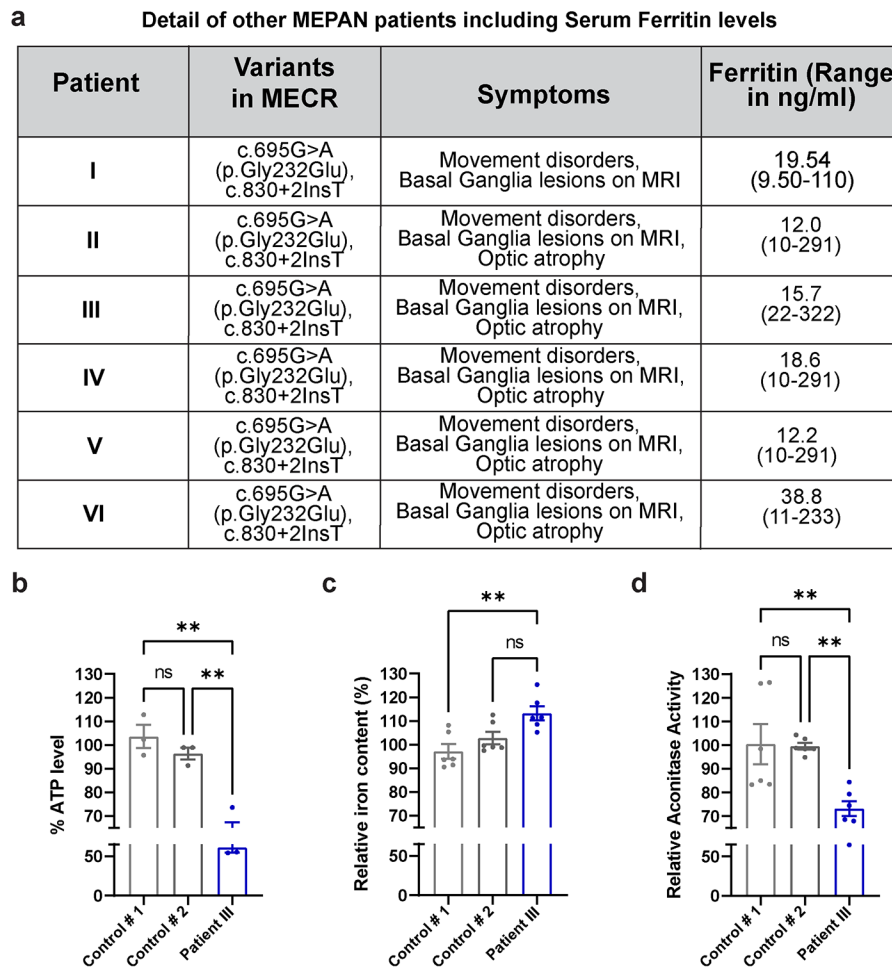 a
Detail of other MEPAN patients including Serum Ferritin levels
Patient
Variants
in MECR
Symptoms
Ferritin (Range
in ng/ml)
I
c.695G>A
(p.Gly232Glu),
c.830+2InsT
Movement disorders,
Basal Ganglia lesions on MRI
19.54
(9.50-110)
II
c.695G>A
(p.Gly232Glu),
c.830+2InsT
Movement disorders,
Basal Ganglia lesions on MRI,
Optic atrophy
12.0
(10-291)
III
c.695G>A
(p.Gly232Glu),
c.830+2InsT
Movement disorders,
Basal Ganglia lesions on MRI,
Optic atrophy
15.7
(22-322)
IV
c.695G>A
(p.Gly232Glu),
c.830+2InsT
Movement disorders,
Basal Ganglia lesions on MRI,
Optic atrophy
18.6
(10-291)
V
c.695G>A
(p.Gly232Glu),
c.830+2InsT
Movement disorders,
Basal Ganglia lesions on MRI,
Optic atrophy
12.2
(10-291)
VI
c.695G>A
(p.Gly232Glu),
c.830+2InsT
Movement disorders,
Basal Ganglia lesions on MRI,
Optic atrophy
38.8
(11-233)
b
% ATP level
130
120
110
100
90
80
70
50
0
**
ns
**
Control # 1
Control # 2
Patient III
c
Relative iron content (%)
130
120
110
100
90
80
70
50
0
**
ns
Control # 1
Control # 2
Patient III
d
Relative Aconitase Activity
130
120
110
100
90
80
70
50
0
**
ns
**
Control # 1
Control # 2
Patient III